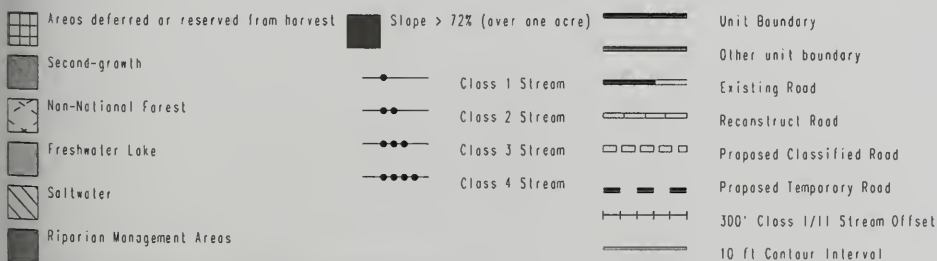 Areas deferred or reserved from harvest
Second-growth
Non-National Forest
Freshwater Lake
Saltwater
Riparian Management Areas
Slope > 72% (over one acre)
Class 1 Stream
Class 2 Stream
Class 3 Stream
Class 4 Stream
Unit Boundary
Other unit boundary
Existing Road
Reconstruct Road
Proposed Classified Road
Proposed Temporary Road
300' Class I/II Stream Offset
10 ft Contour Interval